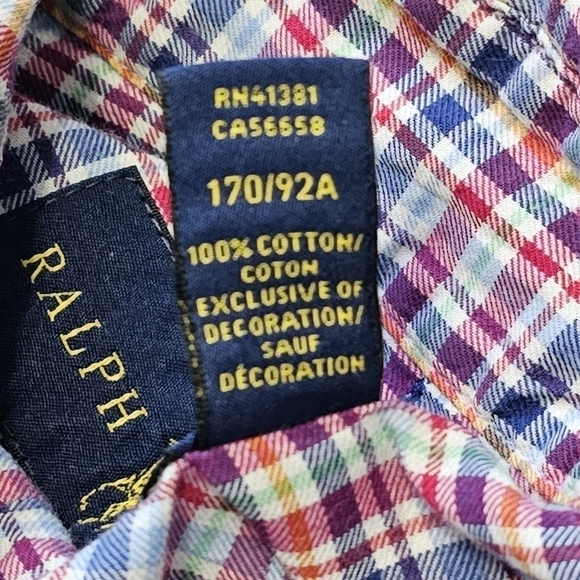 RN41381
CA56658
170/92A
100% COTTON/
COTON
EXCLUSIVE OF
DECORATION/
SAUF
DÉCORATION
RALPH